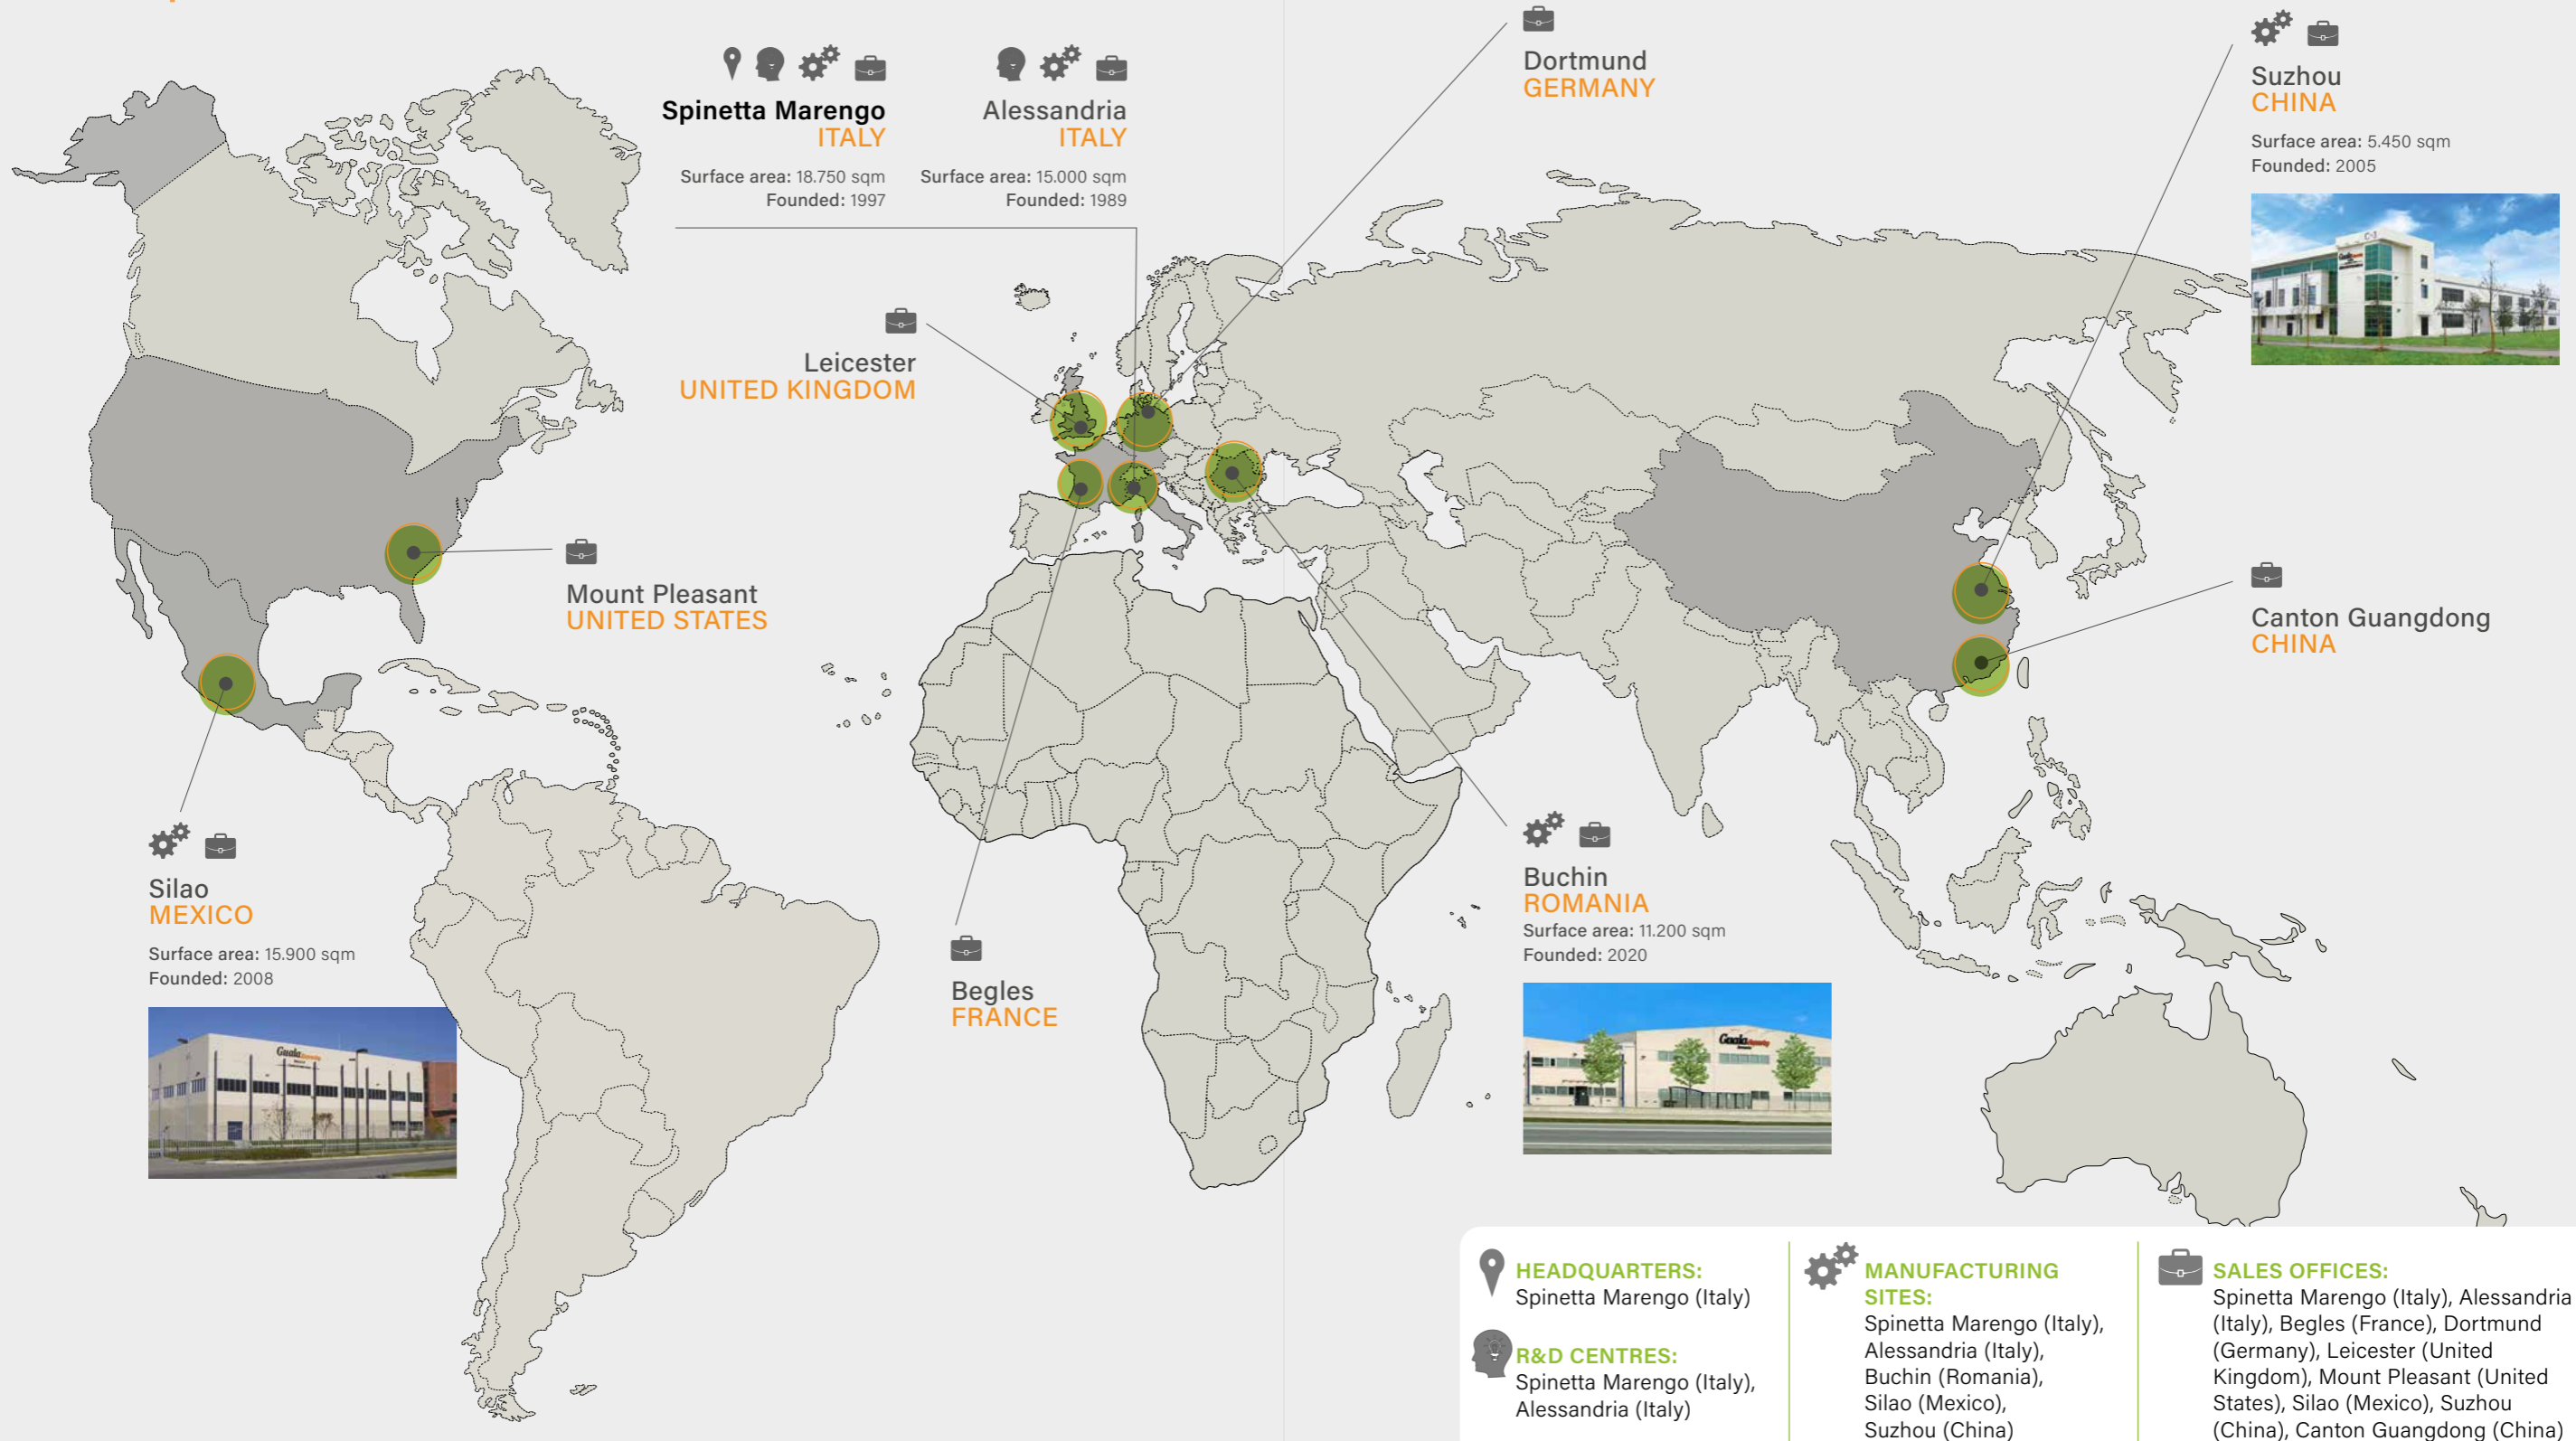 Spinetta Marengo
ITALY
Surface area: 18.750 sqm
Founded: 1997
Alessandria
ITALY
Surface area: 15.000 sqm
Founded: 1989
Dortmund
GERMANY
Suzhou
CHINA
Surface area: 5.450 sqm
Founded: 2005
Leicester
UNITED KINGDOM
Mount Pleasant
UNITED STATES
Canton Guangdong
CHINA
Silao
MEXICO
Surface area: 15.900 sqm
Founded: 2008
Guala
Begles
FRANCE
Buchin
ROMANIA
Surface area: 11.200 sqm
Founded: 2020
Guala
HEADQUARTERS:
Spinetta Marengo (Italy)
R&D CENTRES:
Spinetta Marengo (Italy),
Alessandria (Italy)
MANUFACTURING
SITES:
Spinetta Marengo (Italy),
Alessandria (Italy),
Buchin (Romania),
Silao (Mexico),
Suzhou (China)
SALES OFFICES:
Spinetta Marengo (Italy), Alessandria
(Italy), Begles (France), Dortmund
(Germany), Leicester (United
Kingdom), Mount Pleasant (United
States), Silao (Mexico), Suzhou
(China), Canton Guangdong (China)